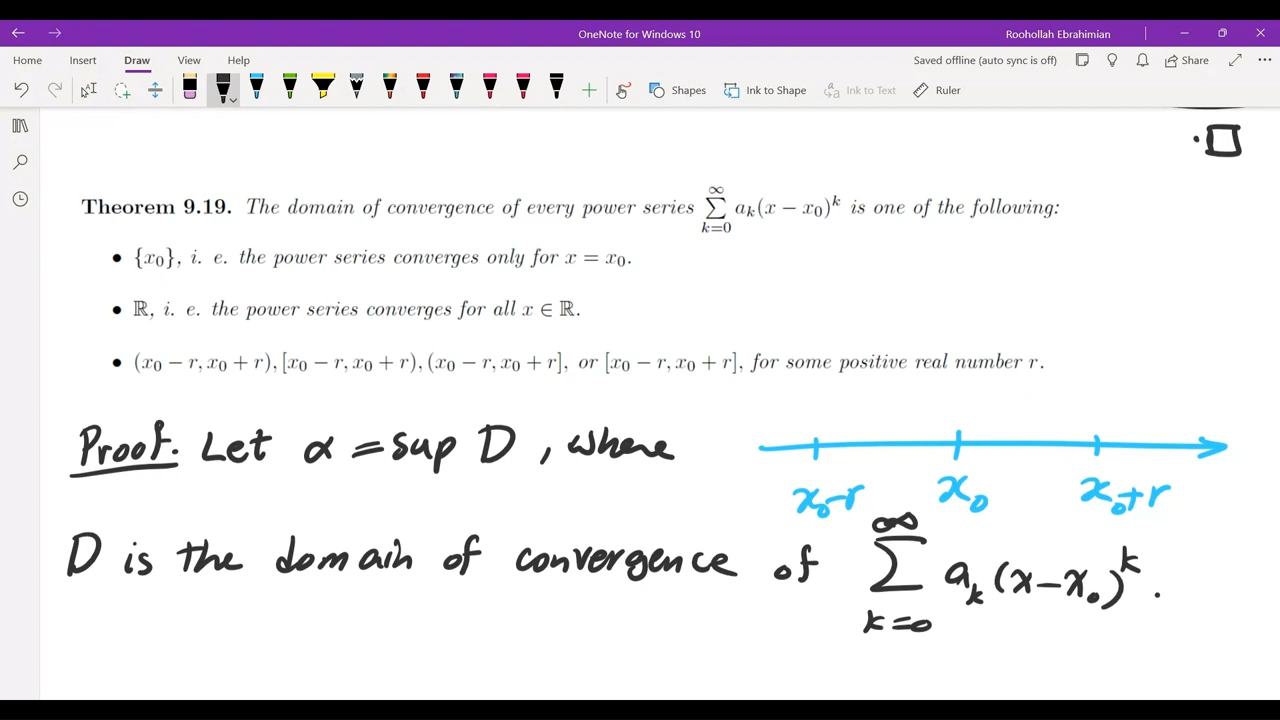 OneNote for Windows 10
Roohollah Ebrahimian
Home Insert Draw View Help
Saved offline (auto sync is off)
Share
Shapes
Ink to Shape
Ink to Text
Ruler
Theorem 9.19. The domain of convergence of every power series ∑_{k=0}^{∞} a_k(x − x_0)^k is one of the following:
• {x_0}, i. e. the power series converges only for x = x_0.
• ℝ, i. e. the power series converges for all x ∈ ℝ.
• (x_0 − r, x_0 + r), [x_0 − r, x_0 + r), (x_0 − r, x_0 + r], or [x_0 − r, x_0 + r], for some positive real number r.
Proof. Let α = sup D, where
x_0−r x_0 x_0+r
D is the domain of convergence of ∑_{k=0}^{∞} a_k(x−x_0)^k.